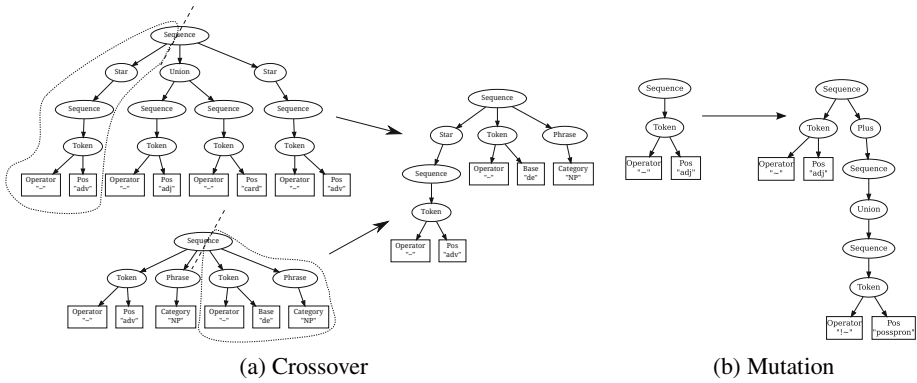 Sequence
Star Union Star
Sequence Sequence Sequence Sequence
Token Token Token Token
Operator "~" Pos "adv" Operator "~" Pos "adj" Operator "~" Pos "card" Operator "~" Pos "adv"
Sequence
Token Phrase Token Phrase
Operator "~" Pos "adv" Category "NP" Operator "~" Base "de" Category "NP"
Sequence
Star Token Phrase
Sequence Operator "~" Base "de" Category "NP"
Token
Operator "~" Pos "adv"
(a) Crossover
Sequence
Token
Operator "~" Pos "adj"
Sequence
Token Plus
Operator "~" Pos "adj" Sequence
Union
Sequence
Token
Operator "!~" Pos "posspron"
(b) Mutation